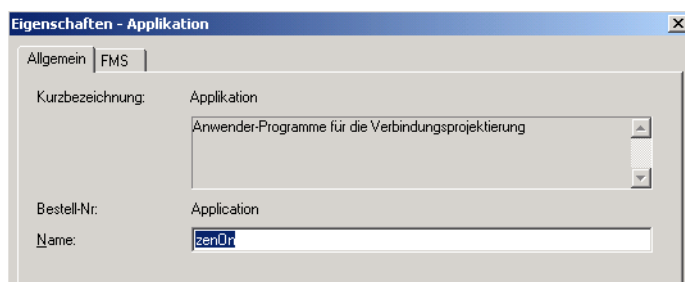 Eigenschaften - Applikation
Allgemein FMS
Kurzbezeichnung: Applikation
Anwender-Programme für die Verbindungsprojektierung
Bestell-Nr: Application
Name: zenOn